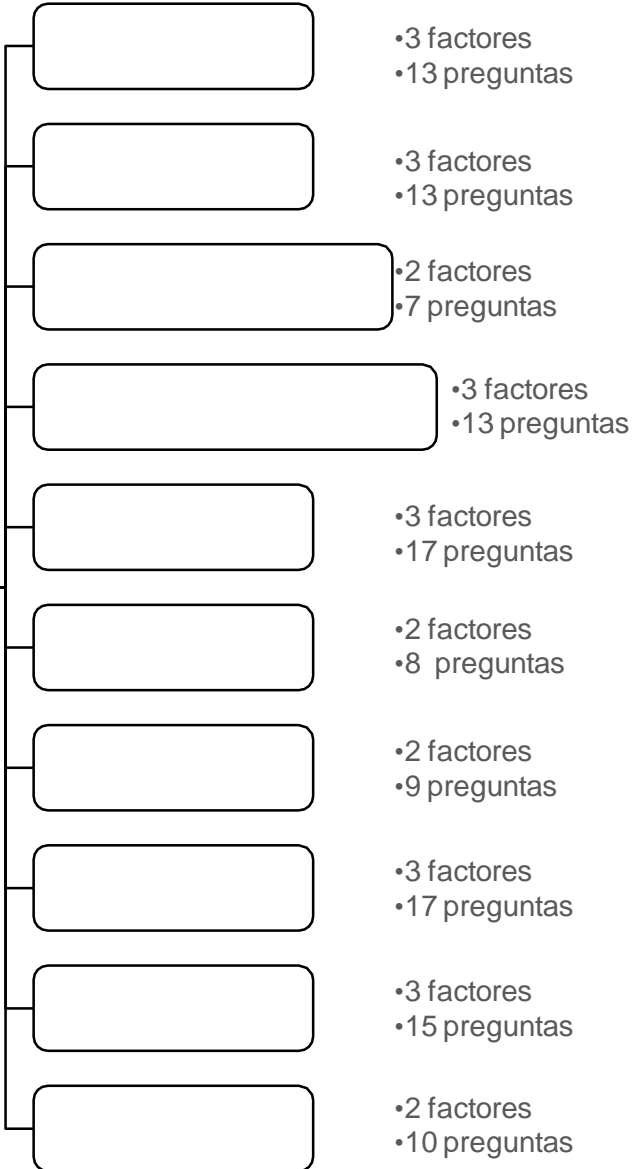 •3 factores
•13 preguntas
•3 factores
•13 preguntas
•2 factores
•7 preguntas
•3 factores
•13 preguntas
•3 factores
•17 preguntas
•2 factores
•8 preguntas
•2 factores
•9 preguntas
•3 factores
•17 preguntas
•3 factores
•15 preguntas
•2 factores
•10 preguntas